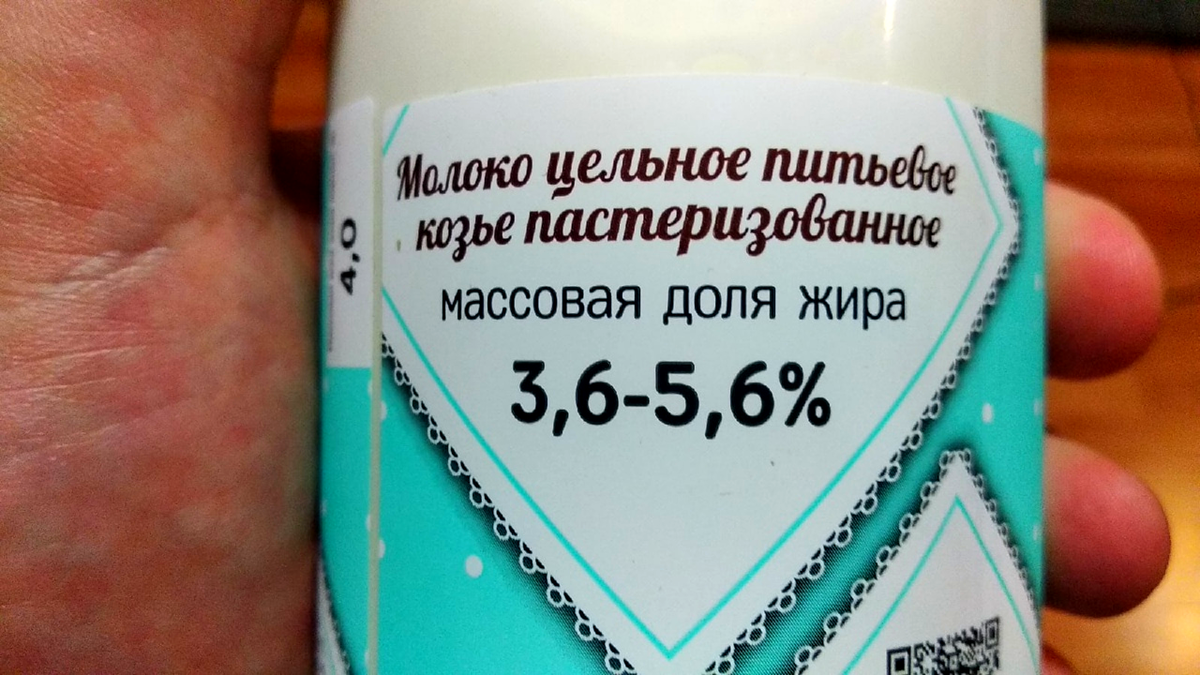 Молоко цельное питьевое
козье пастеризованное
массовая доля жира
3,6-5,6%
4,0